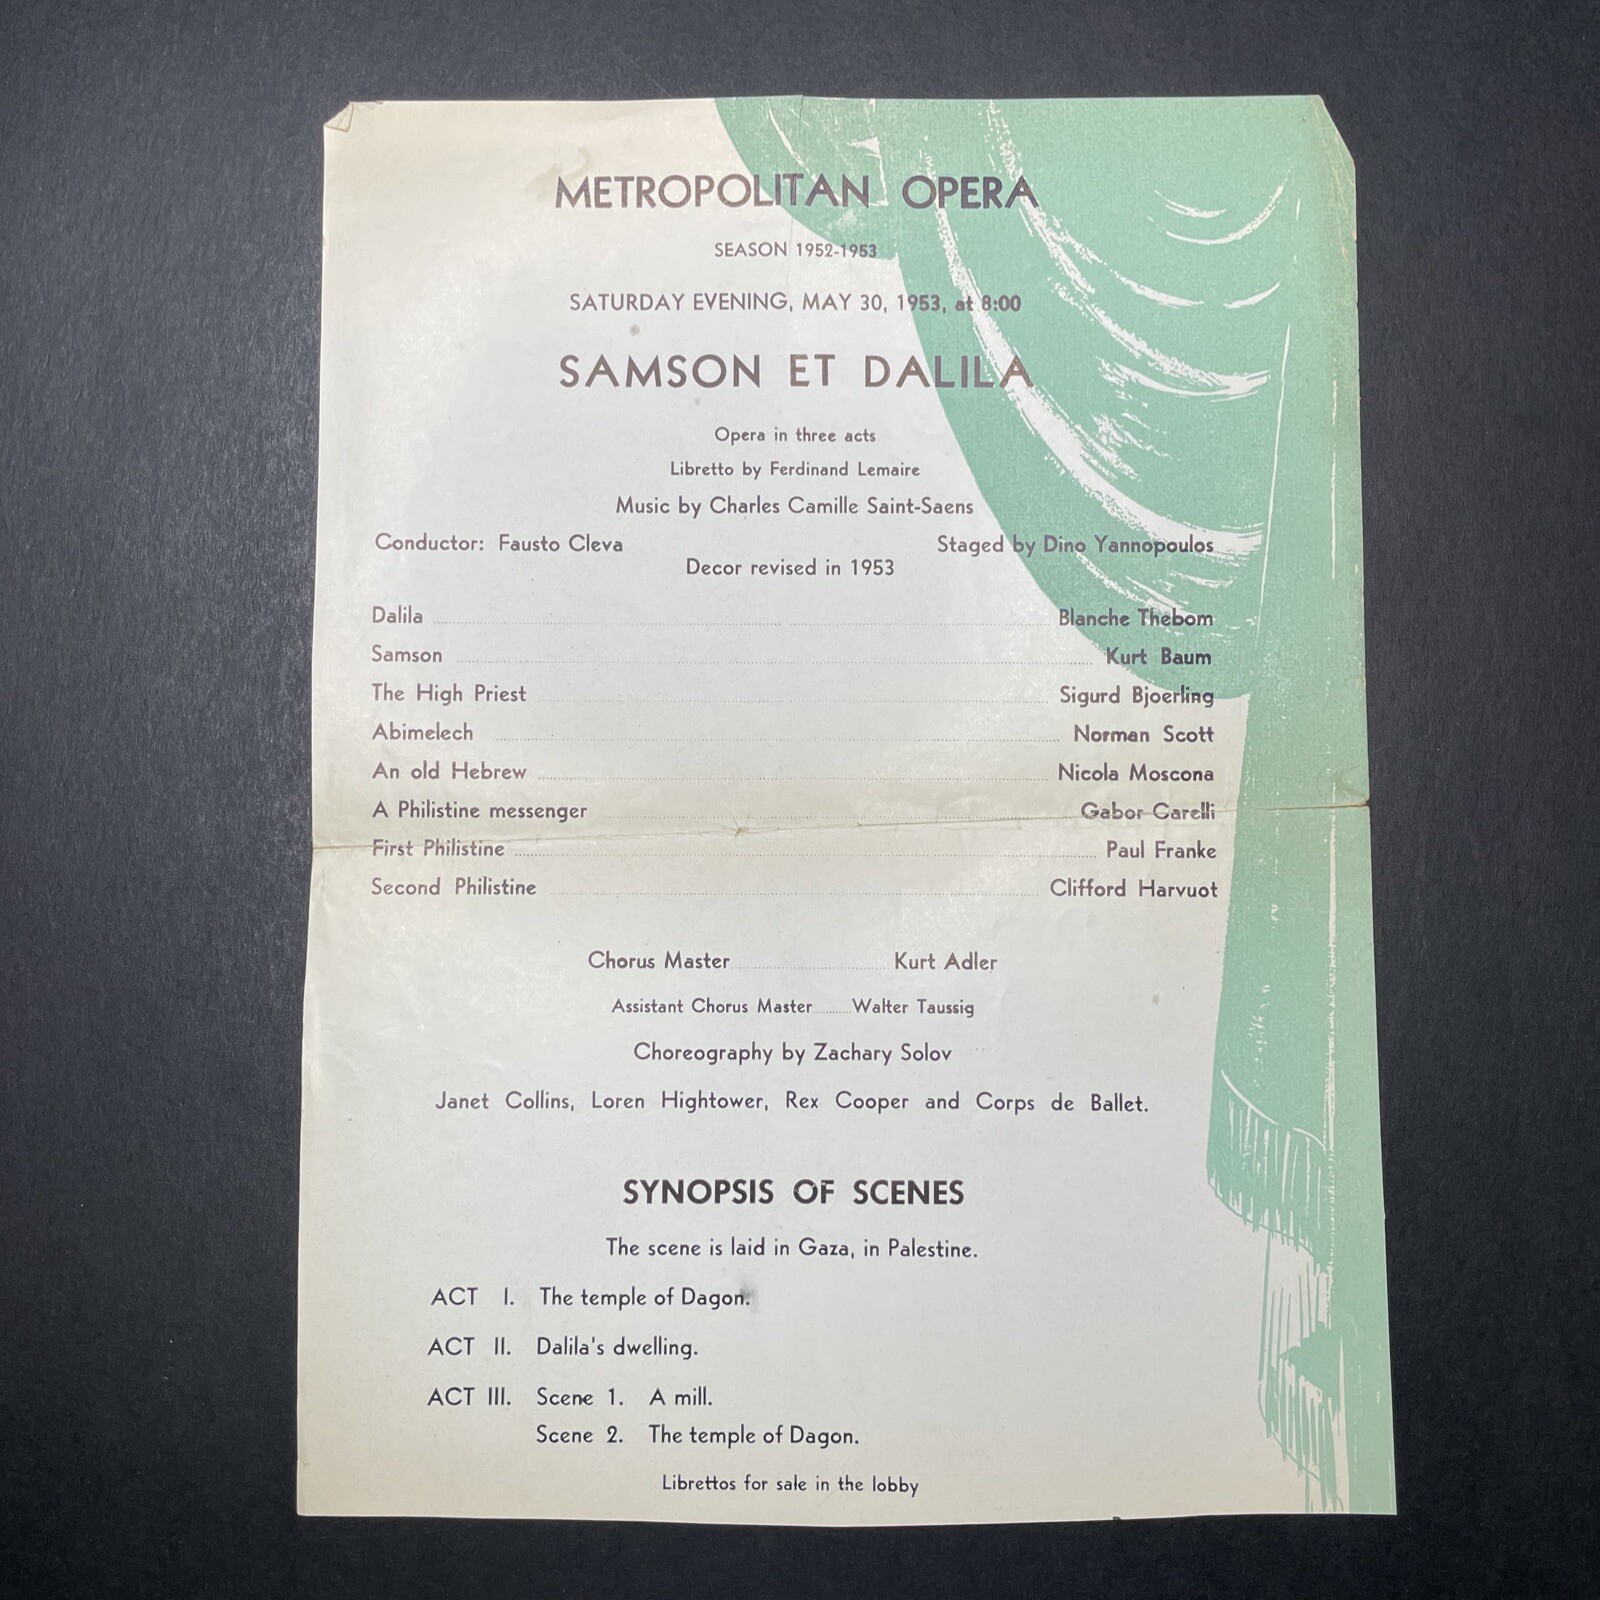 METROPOLITAN OPERA
SEASON 1952-1953
SATURDAY EVENING, MAY 30, 1953, at 8:00
SAMSON ET DALILA
Opera in three acts
Libretto by Ferdinand Lemaire
Music by Charles Camille Saint-Saens
Conductor: Fausto Cleva Staged by Dino Yannopoulos
Decor revised in 1953
Dalila Blanche Thebom
Samson Kurt Baum
The High Priest Sigurd Bjoerling
Abimelech Norman Scott
An old Hebrew Nicola Moscona
A Philistine messenger Gabor Carelli
First Philistine Paul Franke
Second Philistine Clifford Harvuot
Chorus Master Kurt Adler
Assistant Chorus Master Walter Taussig
Choreography by Zachary Solov
Janet Collins, Loren Hightower, Rex Cooper and Corps de Ballet.
SYNOPSIS OF SCENES
The scene is laid in Gaza, in Palestine.
ACT I. The temple of Dagon.
ACT II. Dalila's dwelling.
ACT III. Scene 1. A mill.
Scene 2. The temple of Dagon.
Librettos for sale in the lobby